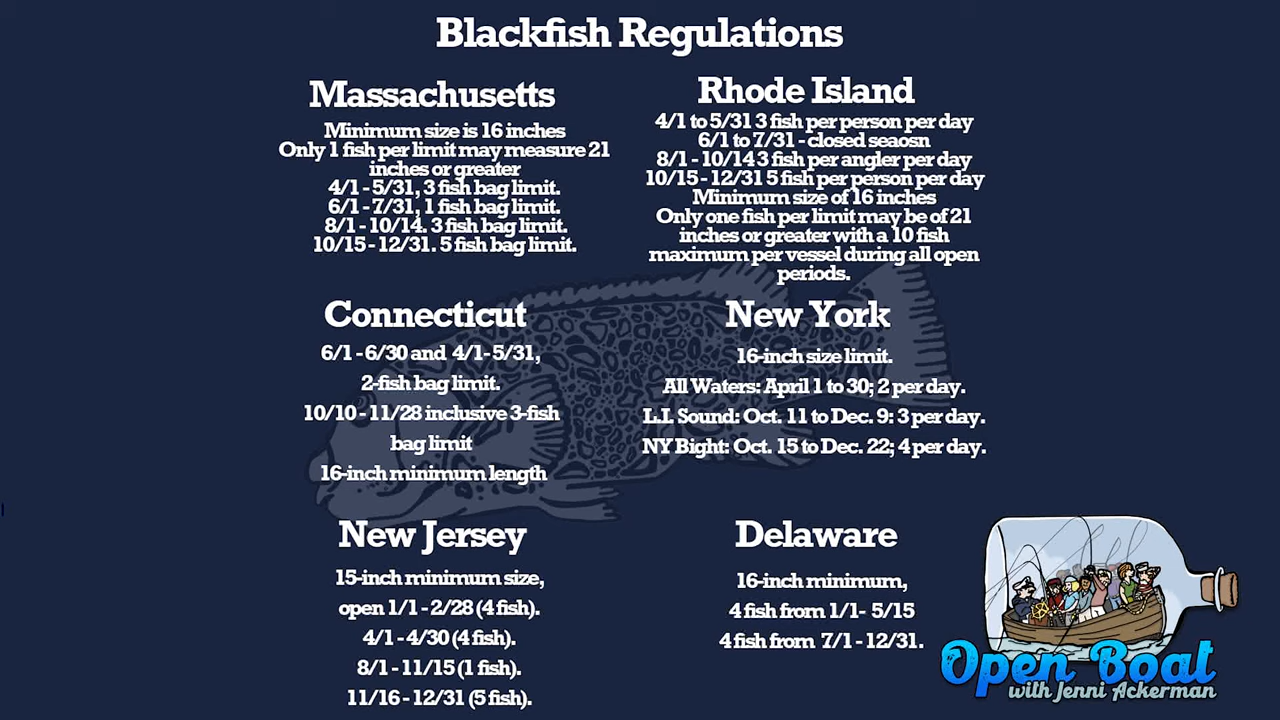 Blackfish Regulations
Massachusetts
Minimum size is 16 inches
Only 1 fish per limit may measure 21
inches or greater
4/1 - 5/31, 3 fish bag limit.
6/1 - 7/31, 1 fish bag limit.
8/1 - 10/14. 3 fish bag limit.
10/15 - 12/31. 5 fish bag limit.
Rhode Island
4/1 to 5/31 3 fish per person per day
6/1 to 7/31 - closed seaosn
8/1 - 10/14 3 fish per angler per day
10/15 - 12/31 5 fish per person per day
Minimum size of 16 inches
Only one fish per limit may be of 21
inches or greater with a 10 fish
maximum per vessel during all open
periods.
Connecticut
6/1 - 6/30 and 4/1- 5/31,
2-fish bag limit.
10/10 - 11/28 inclusive 3-fish
bag limit
16-inch minimum length
New York
16-inch size limit.
All Waters: April 1 to 30; 2 per day.
L.I. Sound: Oct. 11 to Dec. 9: 3 per day.
NY Bight: Oct. 15 to Dec. 22; 4 per day.
New Jersey
15-inch minimum size,
open 1/1 - 2/28 (4 fish).
4/1 - 4/30 (4 fish).
8/1 - 11/15 (1 fish).
11/16 - 12/31 (5 fish).
Delaware
16-inch minimum,
4 fish from 1/1- 5/15
4 fish from 7/1 - 12/31.
Open Boat
with Jenni Ackerman